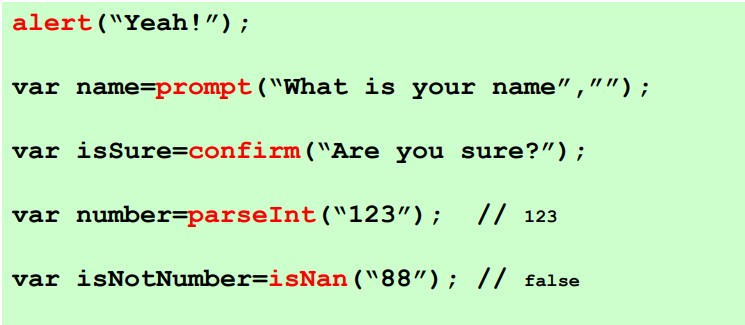 alert(“Yeah!”);
var name=prompt(“What is your name”,””);
var isSure=confirm(“Are you sure?”);
var number=parseInt(“123”);  // 123
var isNotNumber=isNan(“88”); // false